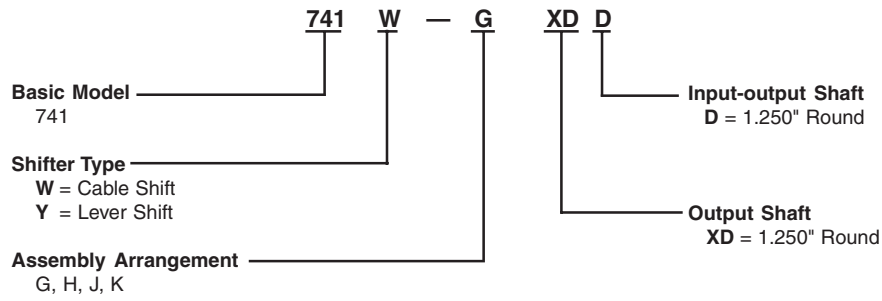 741 W — G XD D
Basic Model
741
Shifter Type
W = Cable Shift
Y = Lever Shift
Assembly Arrangement
G, H, J, K
Input-output Shaft
D = 1.250" Round
Output Shaft
XD = 1.250" Round